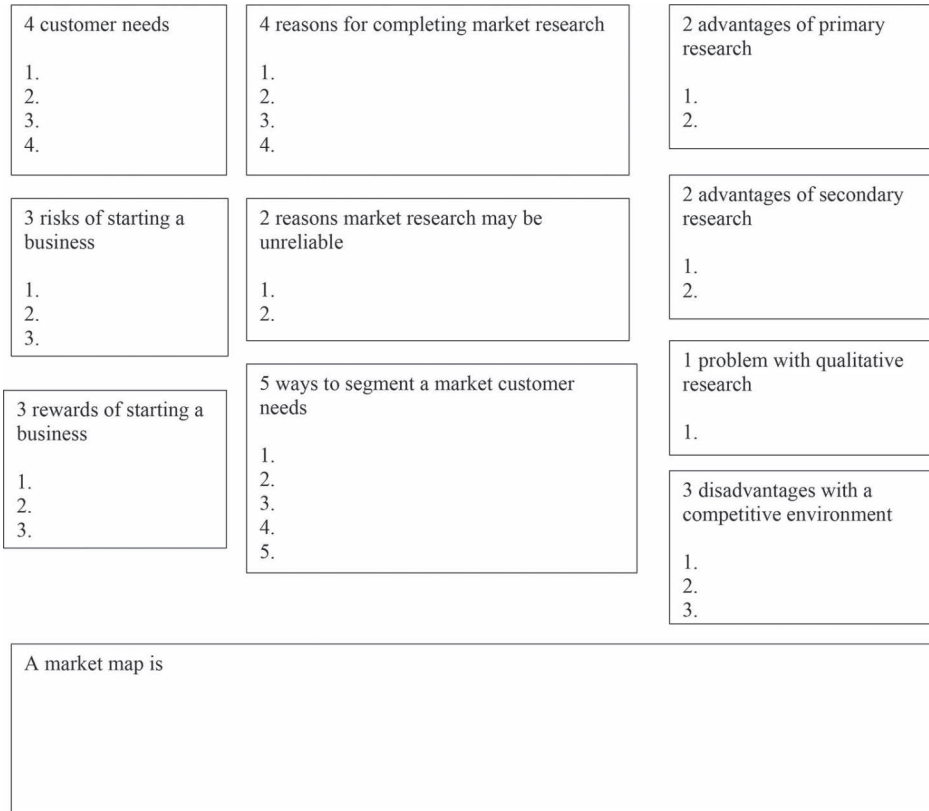 4 customer needs
1.
2.
3.
4.
3 risks of starting a
business
1.
2.
3.
3 rewards of starting a
business
1.
2.
3.
4 reasons for completing market research
1.
2.
3.
4.
2 reasons market research may be
unreliable
1.
2.
5 ways to segment a market customer
needs
1.
2.
3.
4.
5.
2 advantages of primary
research
1.
2.
2 advantages of secondary
research
1.
2.
1 problem with qualitative
research
1.
3 disadvantages with a
competitive environment
1.
2.
3.
A market map is